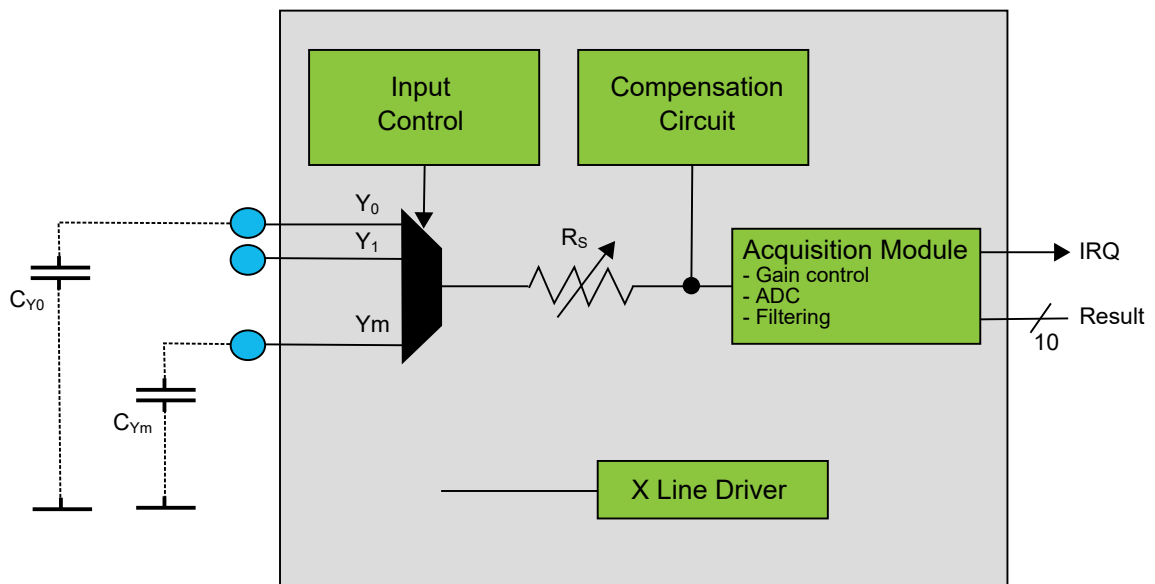 Input
Control
Compensation
Circuit
Y0
Y1
Ym
RS
Acquisition Module
- Gain control
- ADC
- Filtering
IRQ
Result
10
CY0
CYm
X Line Driver